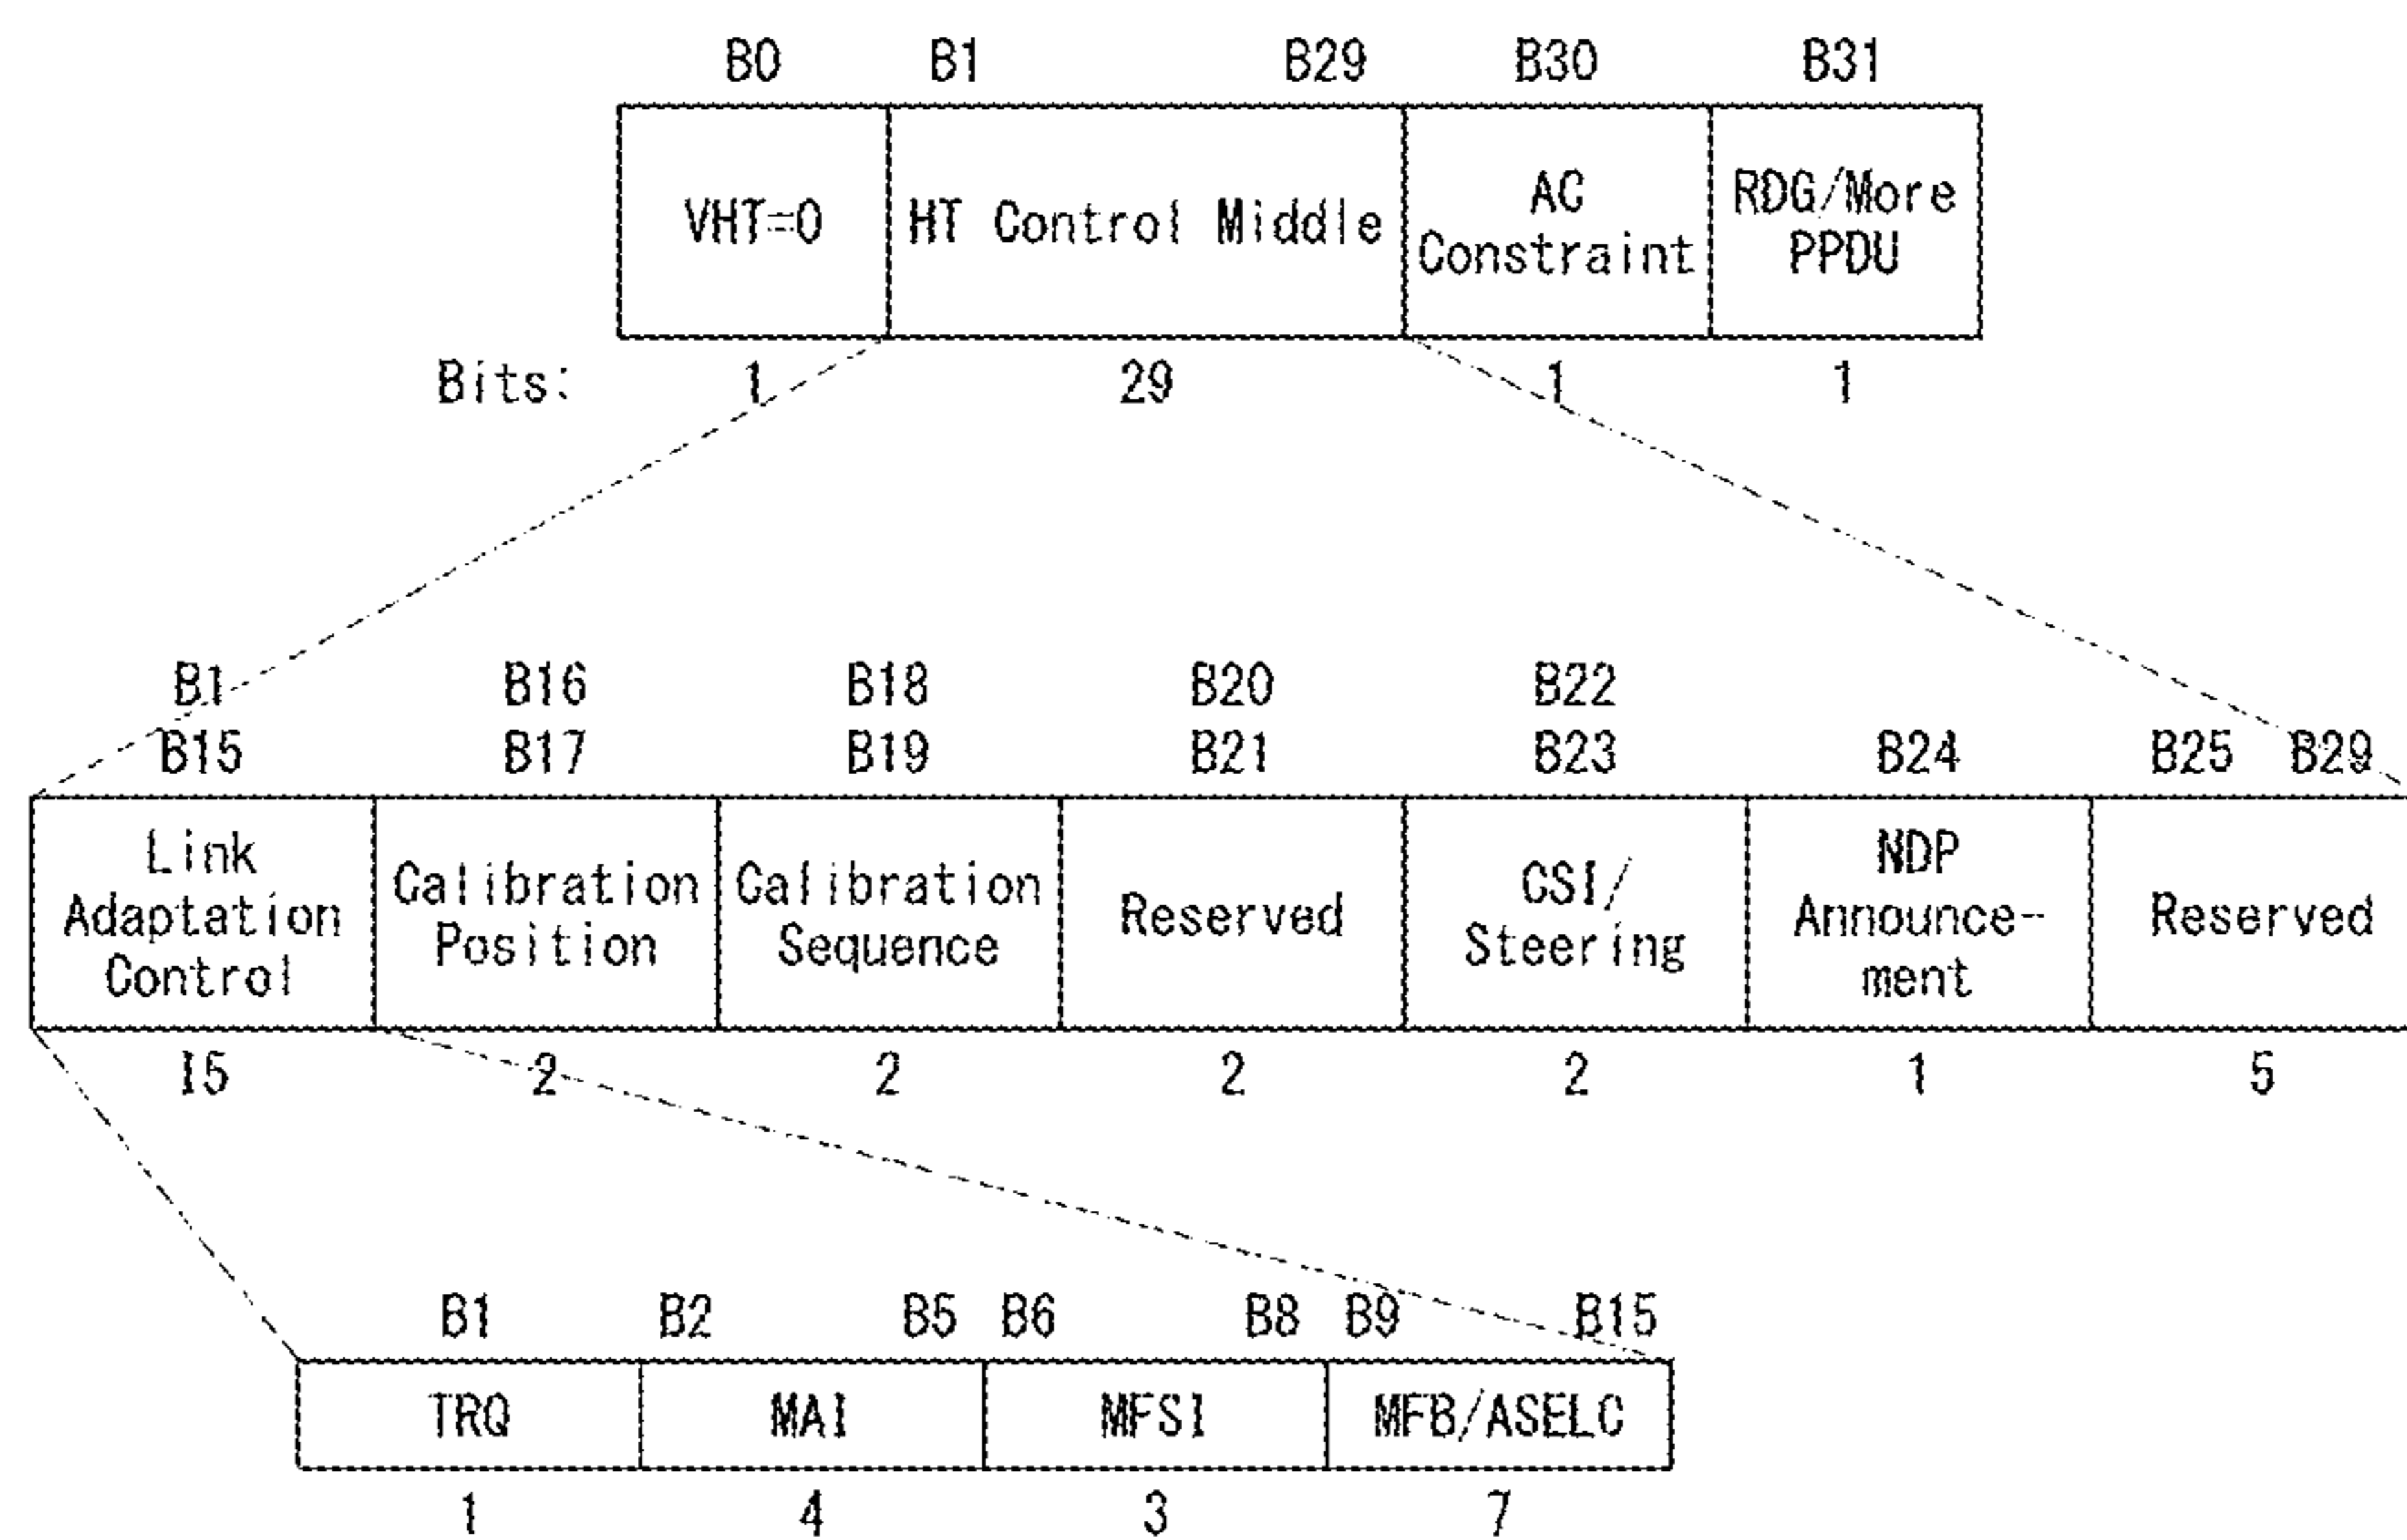 B0 B1 B29 B30 B31
VHT=0 HT Control Middle AC Constraint RDG/More PPDU
Bits: 1 29 1 1
B1 B16 B18 B20 B22
B15 B17 B19 B21 B23 B24 B25 B29
Link Adaptation Control Calibration Position Calibration Sequence Reserved CSI/ Steering NDP Announce- ment Reserved
15 2 2 2 2 1 5
B1 B2 B5 B6 B8 B9 B15
TRQ MAI MFSI MFB/ASELC
1 4 3 7